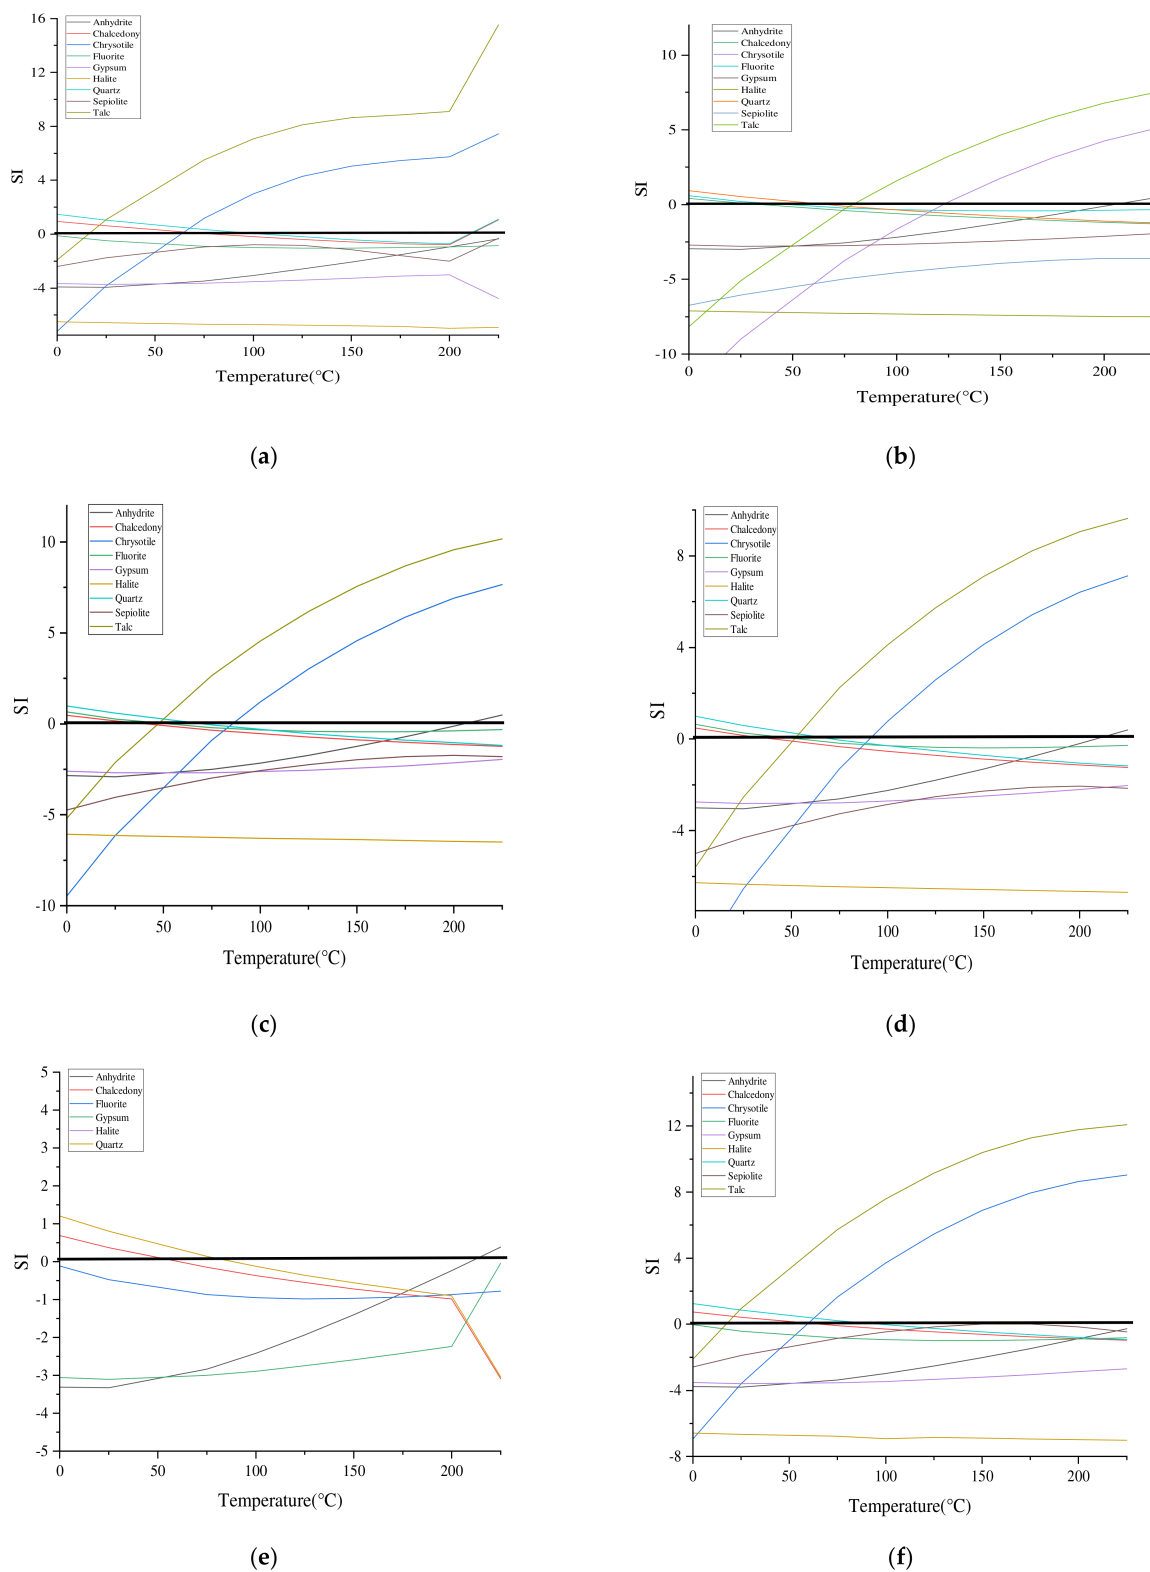 16
12
8
4
0
-4
SI
Anhydrite
Chalcedony
Chrysotile
Fluorite
Gypsum
Halite
Quartz
Sepiolite
Talc
0 50 100 150 200
Temperature(°C)
(a)
10
5
0
-5
-10
SI
Anhydrite
Chalcedony
Chrysotile
Fluorite
Gypsum
Halite
Quartz
Sepiolite
Talc
0 50 100 150 200
Temperature(°C)
(b)
10
5
0
-5
-10
SI
Anhydrite
Chalcedony
Chrysotile
Fluorite
Gypsum
Halite
Quartz
Sepiolite
Talc
0 50 100 150 200
Temperature(°C)
(c)
8
4
0
-4
SI
Anhydrite
Chalcedony
Chrysotile
Fluorite
Gypsum
Halite
Quartz
Sepiolite
Talc
0 50 100 150 200
Temperature(°C)
(d)
5
4
3
2
1
0
-1
-2
-3
-4
-5
SI
Anhydrite
Chalcedony
Fluorite
Gypsum
Halite
Quartz
0 50 100 150 200
Temperature(°C)
(e)
12
8
4
0
-4
-8
SI
Anhydrite
Chalcedony
Chrysotile
Fluorite
Gypsum
Halite
Quartz
Sepiolite
Talc
0 50 100 150 200
Temperature(°C)
(f)